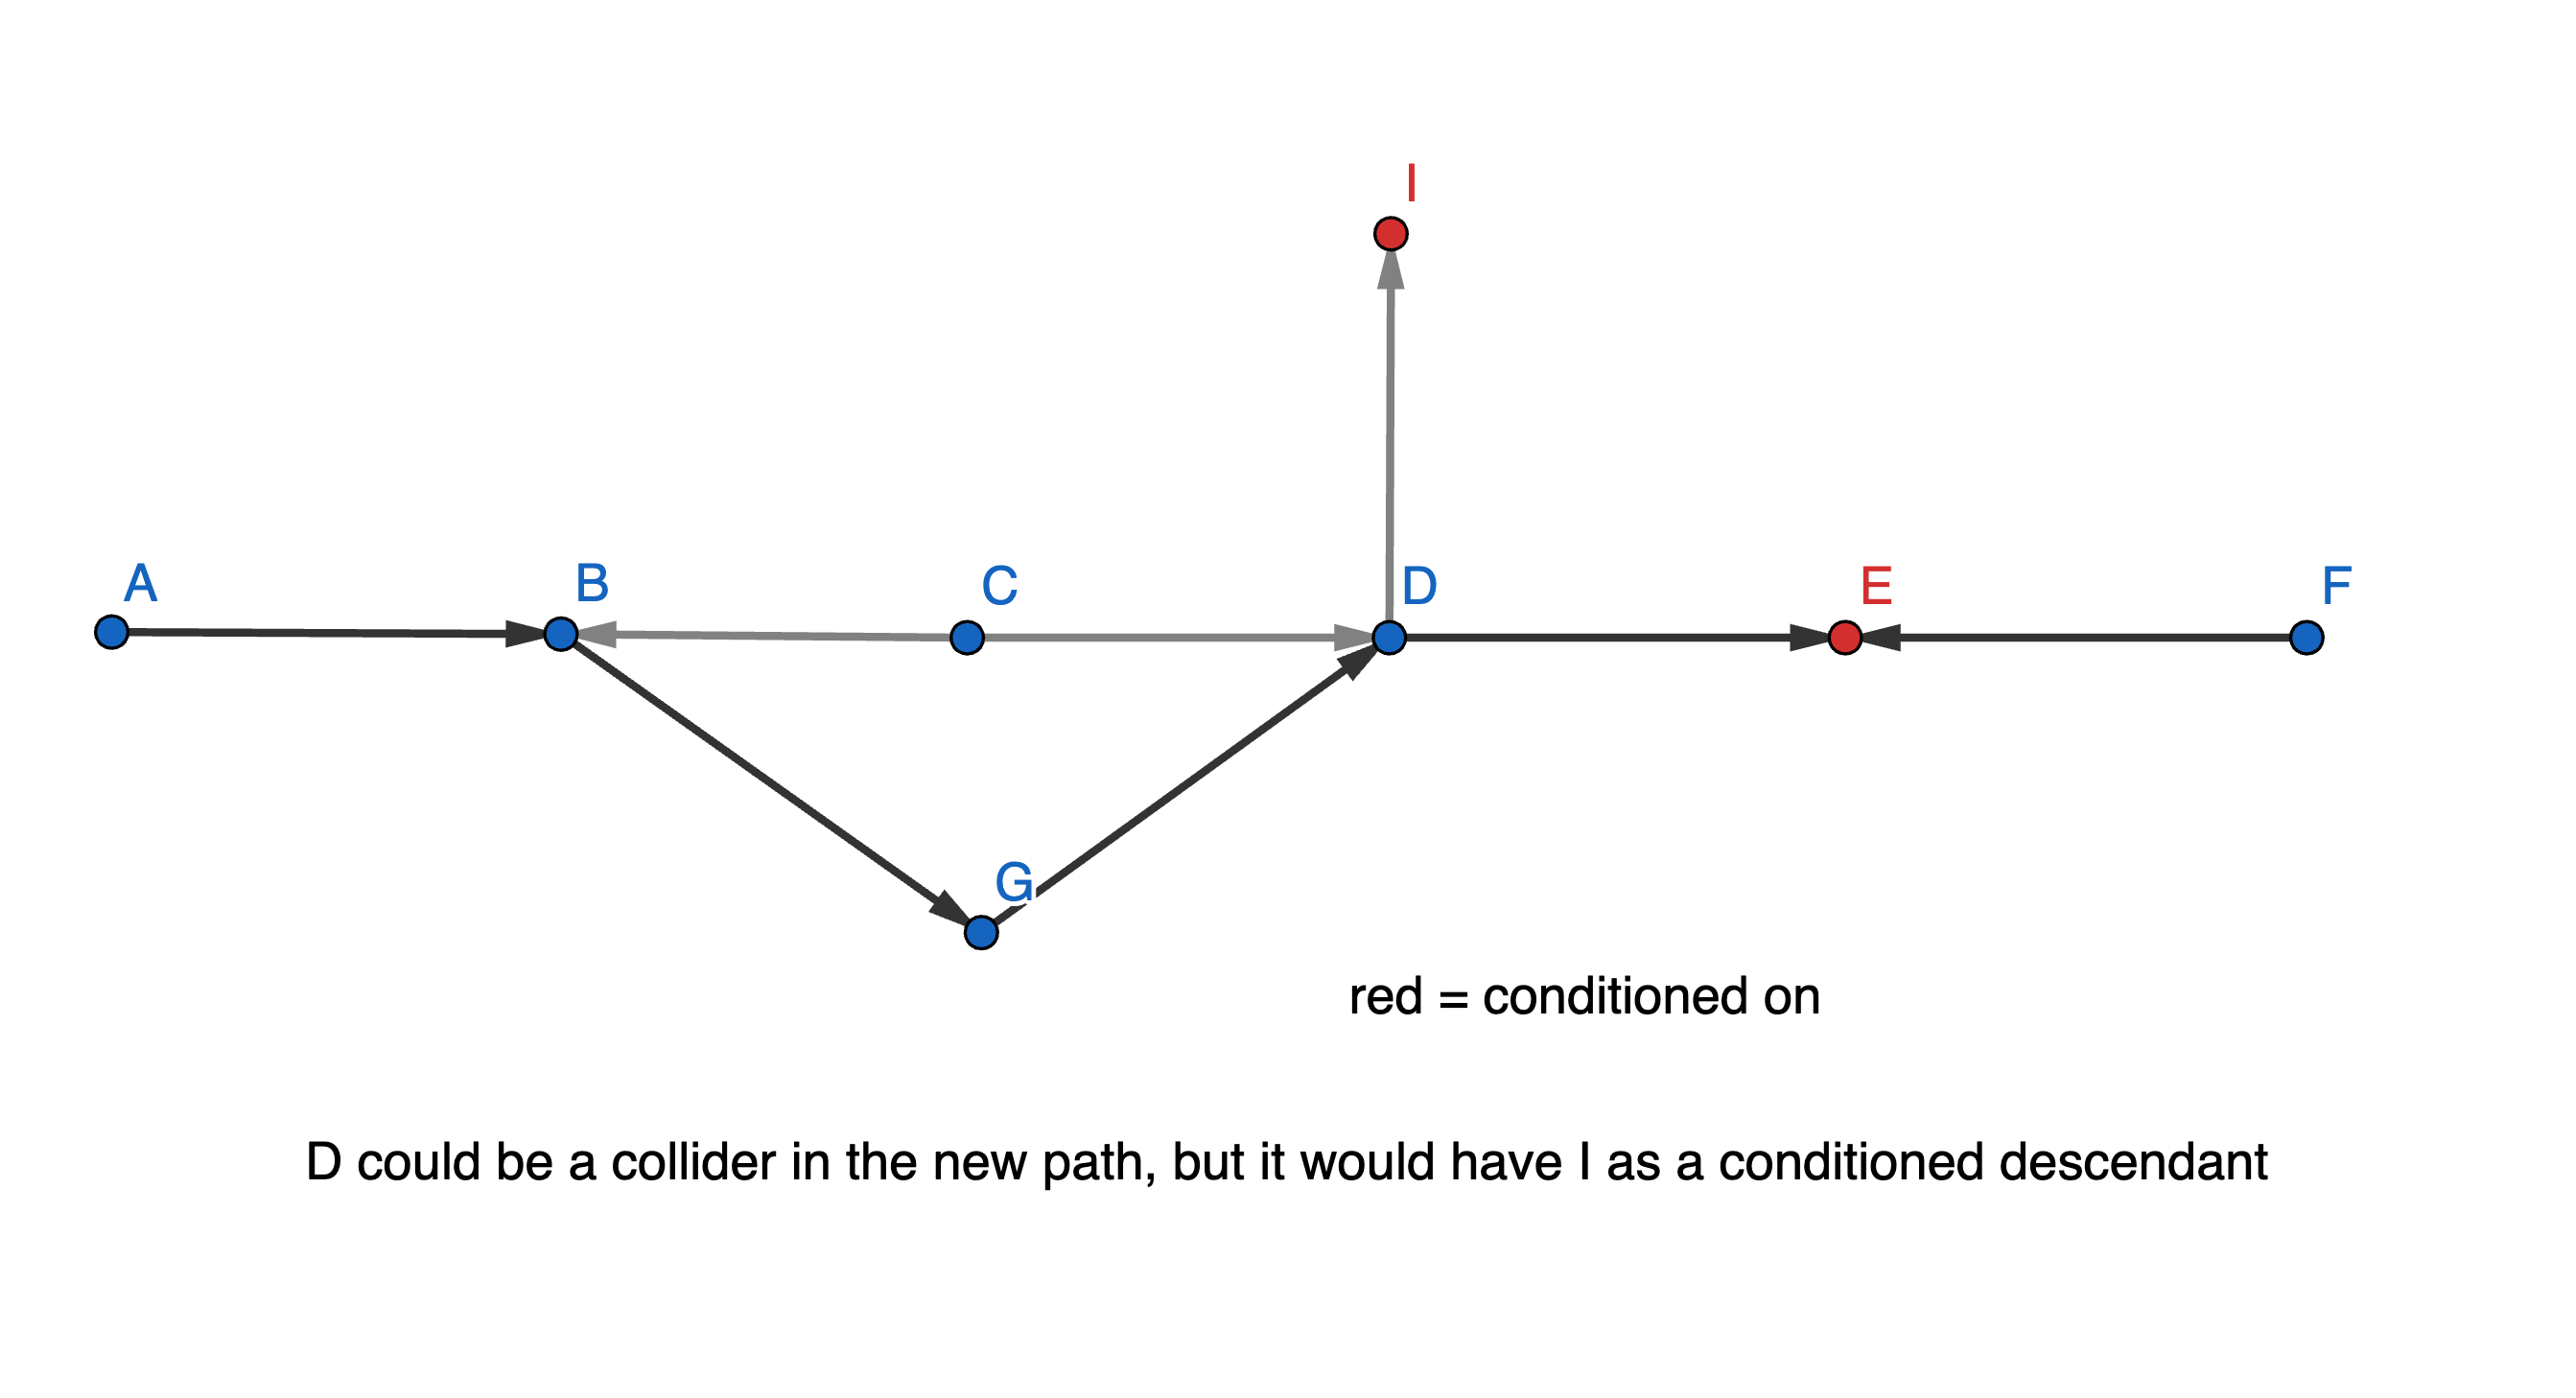 I
A
B
C
D
E
F
G
red = conditioned on
D could be a collider in the new path, but it would have I as a conditioned descendant